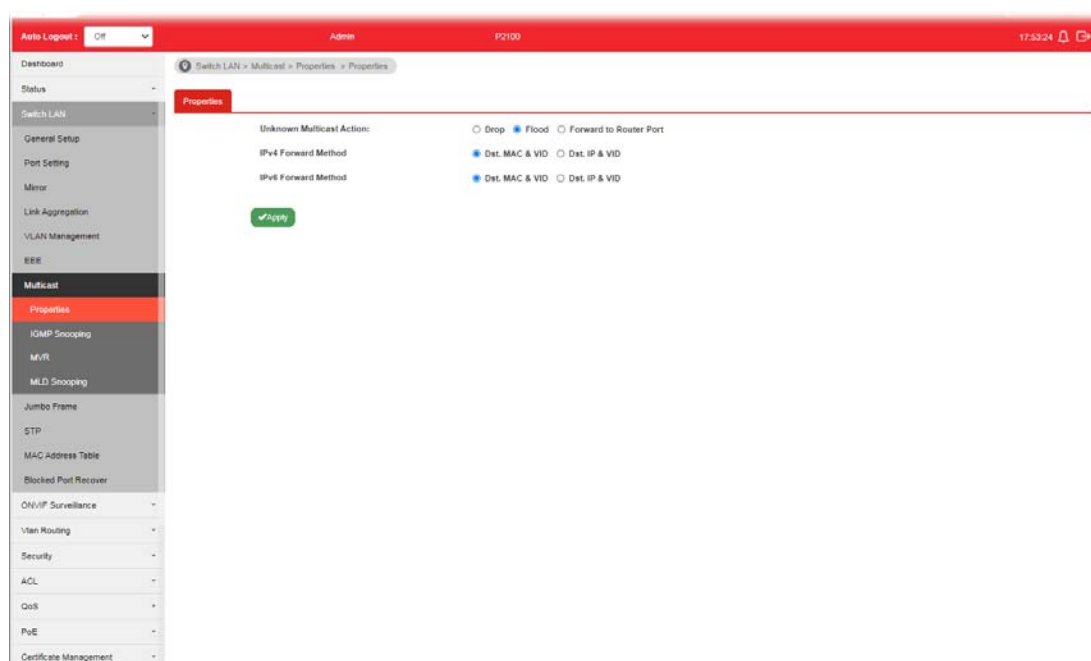 Auto Logout : Off Admin P2100 17:53:24
Dashboard
Status
Switch LAN
General Setup
Port Setting
Mirror
Link Aggregation
VLAN Management
EEE
Multicast
Properties
IGMP Snooping
MVR
MLD Snooping
Jumbo Frame
STP
MAC Address Table
Blocked Port Recover
ONVIF Surveillance
Vlan Routing
Security
ACL
QoS
PoE
Certificate Management
Switch LAN » Multicast » Properties » Properties
Properties
Unknown Multicast Action: Drop Flood Forward to Router Port
IPv4 Forward Method Dst. MAC & VID Dst. IP & VID
IPv6 Forward Method Dst. MAC & VID Dst. IP & VID
Apply